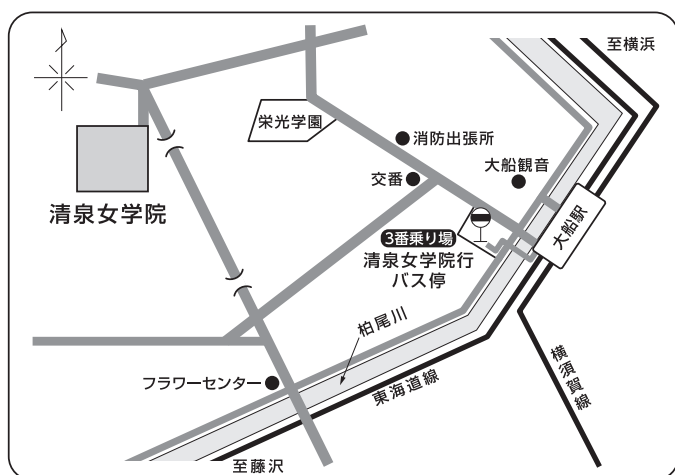 至横浜
栄光学園
消防出張所
大船観音
交番
清泉女学院
大船駅
3番乗り場
清泉女学院行
バス停
柏尾川
フラワーセンター
東海道線
横須賀線
至藤沢